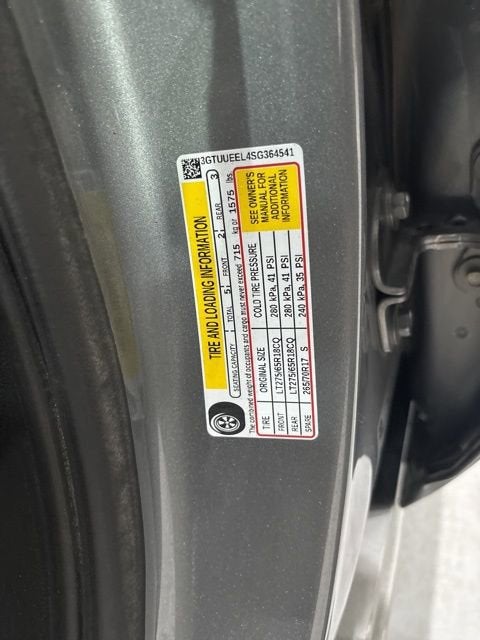 3GTUUEEL4SG364541
TIRE AND LOADING INFORMATION
SEATING CAPACITY TOTAL 5 FRONT 2 REAR 3
The combined weight of occupants and cargo must never exceed 715 kg or 1575 lbs.
TIRE ORIGINAL SIZE COLD TIRE PRESSURE
FRONT LT275/65R18CQ 280 kPa, 41 PSI
REAR LT275/65R18CQ 280 kPa, 41 PSI
SPARE 265/70R17 S 240 kPa, 35 PSI
SEE OWNER'S
MANUAL FOR
ADDITIONAL
INFORMATION